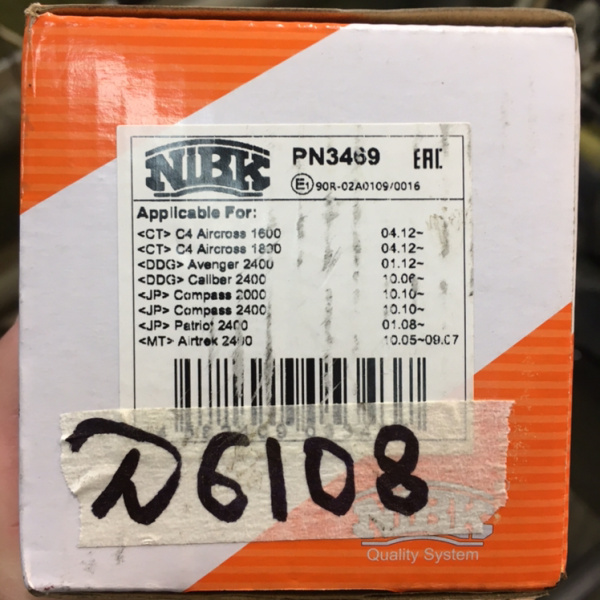 NIBK
PN3469 EAC
E1 90R-02A0109/0016
Applicable For:
<CT> C4 Aircross 1600 04.12~
<CT> C4 Aircross 1800 04.12~
<DDG> Avenger 2400 01.12~
<DDG> Caliber 2400 10.06~
<JP> Compass 2000 10.10~
<JP> Compass 2400 10.10~
<JP> Patriot 2400 01.08~
<MT> Airtrek 2400 10.05~09.07
D6108
NIBK
Quality System